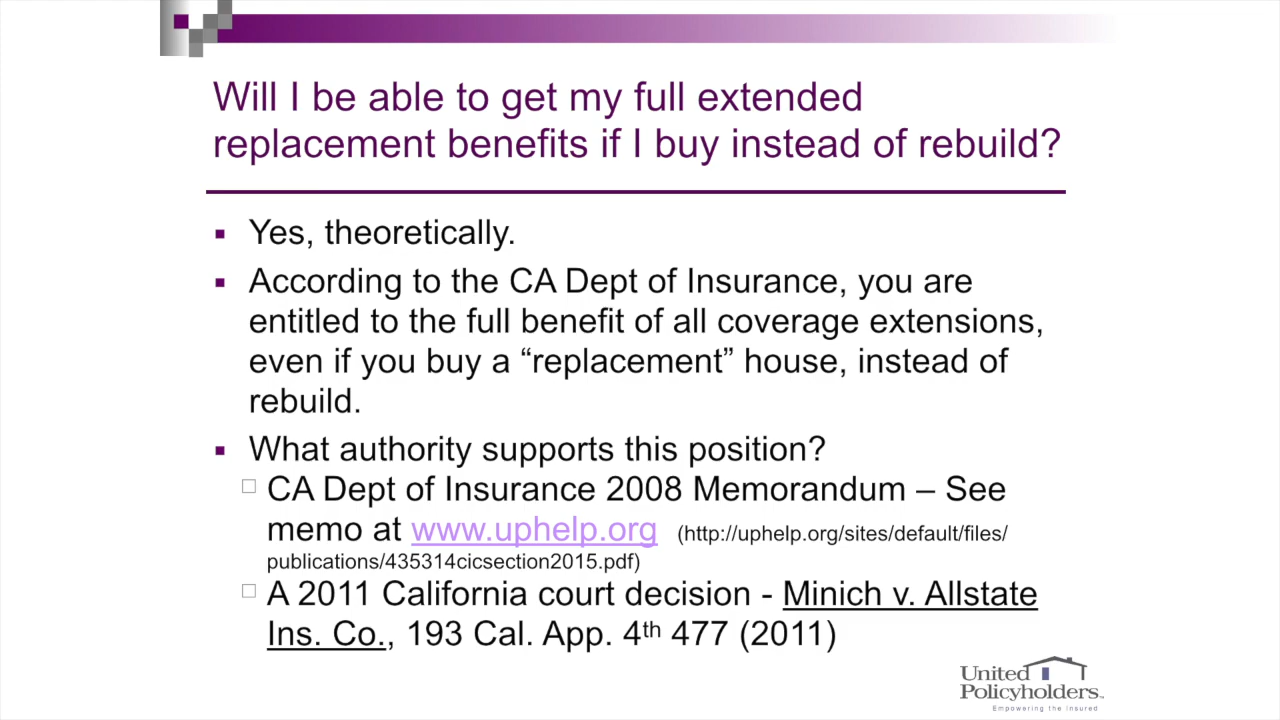 Will I be able to get my full extended
replacement benefits if I buy instead of rebuild?
Yes, theoretically.
According to the CA Dept of Insurance, you are
entitled to the full benefit of all coverage extensions,
even if you buy a “replacement” house, instead of
rebuild.
What authority supports this position?
CA Dept of Insurance 2008 Memorandum – See
memo at www.uphelp.org (http://uphelp.org/sites/default/files/
publications/435314cicsection2015.pdf)
A 2011 California court decision - Minich v. Allstate
Ins. Co., 193 Cal. App. 4th 477 (2011)
United
Policyholders™
Empowering the Insured